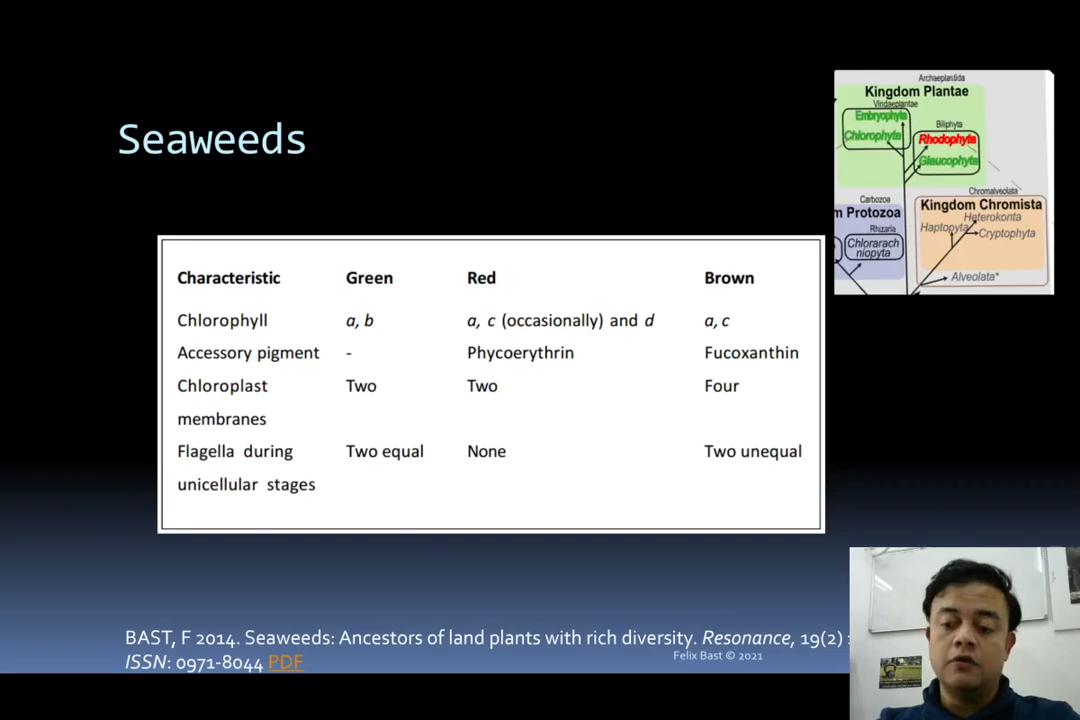 Seaweeds
Archaeplastida
Kingdom Plantae
Viridaeplantae
Embryophyta
Biliphyta
Chlorophyta
Rhodophyta
Glaucophyta
Chromalveolata
Carbozoa
Kingdom Chromista
m Protozoa
Heterokonta
Rhizaria
Haptopyta
Cryptophyta
Chlorarach
niopyta
Alveolata*
Characteristic Green Red Brown
Chlorophyll a, b a, c (occasionally) and d a, c
Accessory pigment - Phycoerythrin Fucoxanthin
Chloroplast Two Two Four
membranes
Flagella during Two equal None Two unequal
unicellular stages
BAST, F 2014. Seaweeds: Ancestors of land plants with rich diversity. Resonance, 19(2)
Felix Bast © 2021
ISSN: 0971-8044 PDF